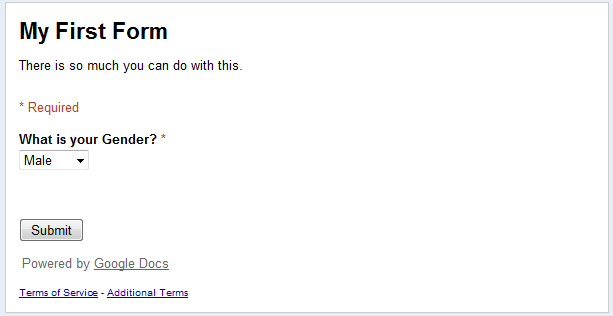 My First Form
There is so much you can do with this.
* Required
What is your Gender? *
Male
Submit
Powered by Google Docs
Terms of Service - Additional Terms